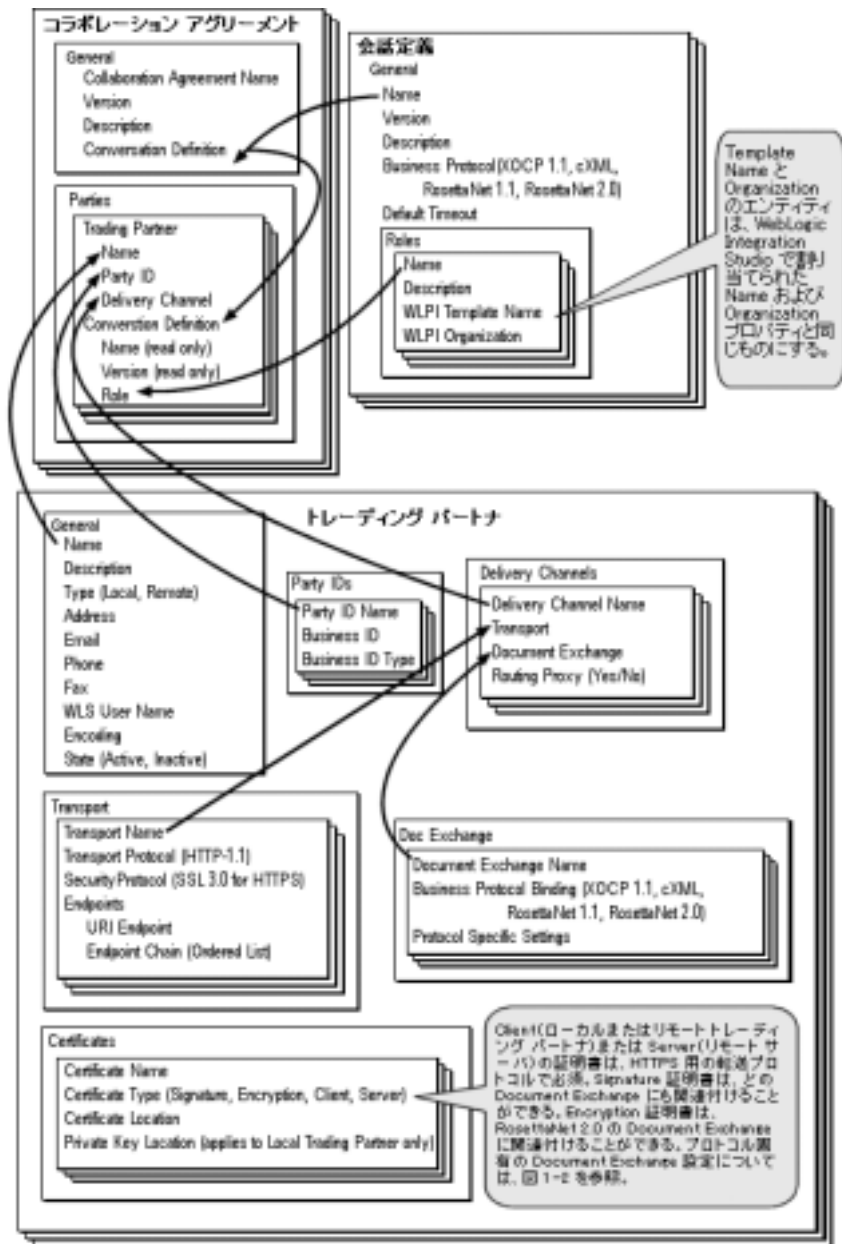 コラボレーション アグリーメント
General
Collaboration Agreement Name
Version
Description
Conversation Definition
Parties
Trading Partner
Name
Party ID
Delivery Channel
Converstion Definition
Name (read only)
Version (read only)
Role
会話定義
General
Name
Version
Description
Business Protocol(XOCP 1.1, cXML,
RosettaNet 1.1, RosettaNet 2.0)
Default Timeout
Roles
Name
Description
WLPI Template Name
WLPI Organization
Template
Name と
Organization
のエンティティ
は、WebLogic
Integration
Studio で割り
当てられた
Name および
Organization
プロパティと同
じものにする。
トレーディング パートナ
General
Name
Description
Type (Local, Remote)
Address
Email
Phone
Fax
WLS User Name
Encoding
State (Active, Inactive)
Party IDs
Party ID Name
Business ID
Business ID Type
Delivery Channels
Delivery Channel Name
Transport
Document Exchange
Routing Proxy (Yes/No)
Transport
Transport Name
Transport Protocol (HTTP-1.1)
Security Protocol (SSL 3.0 for HTTPS)
Endpoints
URI Endpoint
Endpoint Chain (Ordered List)
Doc Exchange
Document Exchange Name
Business Protocol Binding (XOCP 1.1, cXML,
RosettaNet 1.1, RosettaNet 2.0)
Protocol Specific Settings
Certificates
Certificate Name
Certificate Type (Signature, Encryption, Client, Server)
Certificate Location
Private Key Location (applies to Local Trading Partner only)
Client(ローカルまたはリモートトレーディ
ング パートナ)または Server(リモート サ
ーバ)の証明書は、HTTPS 用の転送プロ
トコルで必須。Signature 証明書は、どの
Document Exchange にも関連付けること
ができる。Encryption 証明書は、
RosettaNet 2.0 の Document Exchange
に関連付けることができる。プロトコル固
有の Document Exchange 設定について
は、図 1-2 を参照。